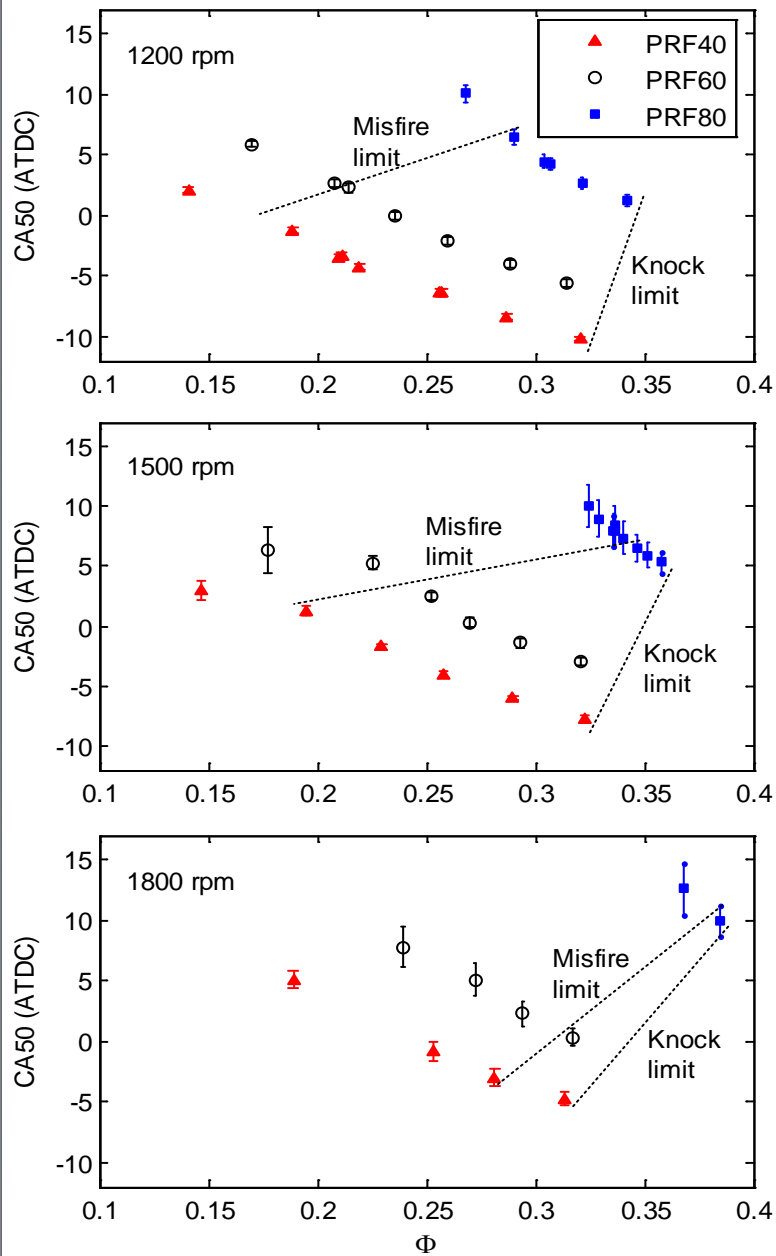 1200 rpm
PRF40
PRF60
PRF80
Misfire
limit
Knock
limit
CA50 (ATDC)
15
10
5
0
-5
-10
0.1 0.15 0.2 0.25 0.3 0.35 0.4
1500 rpm
Misfire
limit
Knock
limit
CA50 (ATDC)
15
10
5
0
-5
-10
0.1 0.15 0.2 0.25 0.3 0.35 0.4
1800 rpm
Misfire
limit
Knock
limit
CA50 (ATDC)
15
10
5
0
-5
-10
0.1 0.15 0.2 0.25 0.3 0.35 0.4
Φ